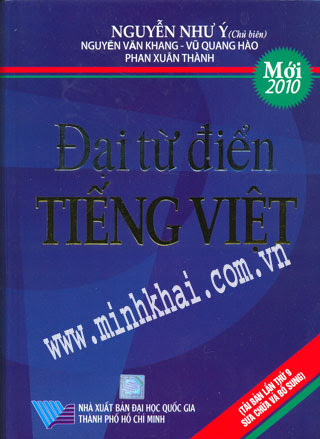 NGUYỄN NHƯ Ý (Chủ biên)
NGUYỄN VĂN KHANG - VŨ QUANG HÀO
PHAN XUÂN THÀNH
Mới
2010
Đại từ điển
TIẾNG VIỆT
www.minhkhai.com.vn
(TÁI BẢN LẦN THỨ 9
SỬA CHỮA VÀ BỔ SUNG)
NHÀ XUẤT BẢN ĐẠI HỌC QUỐC GIA
THÀNH PHỐ HỒ CHÍ MINH